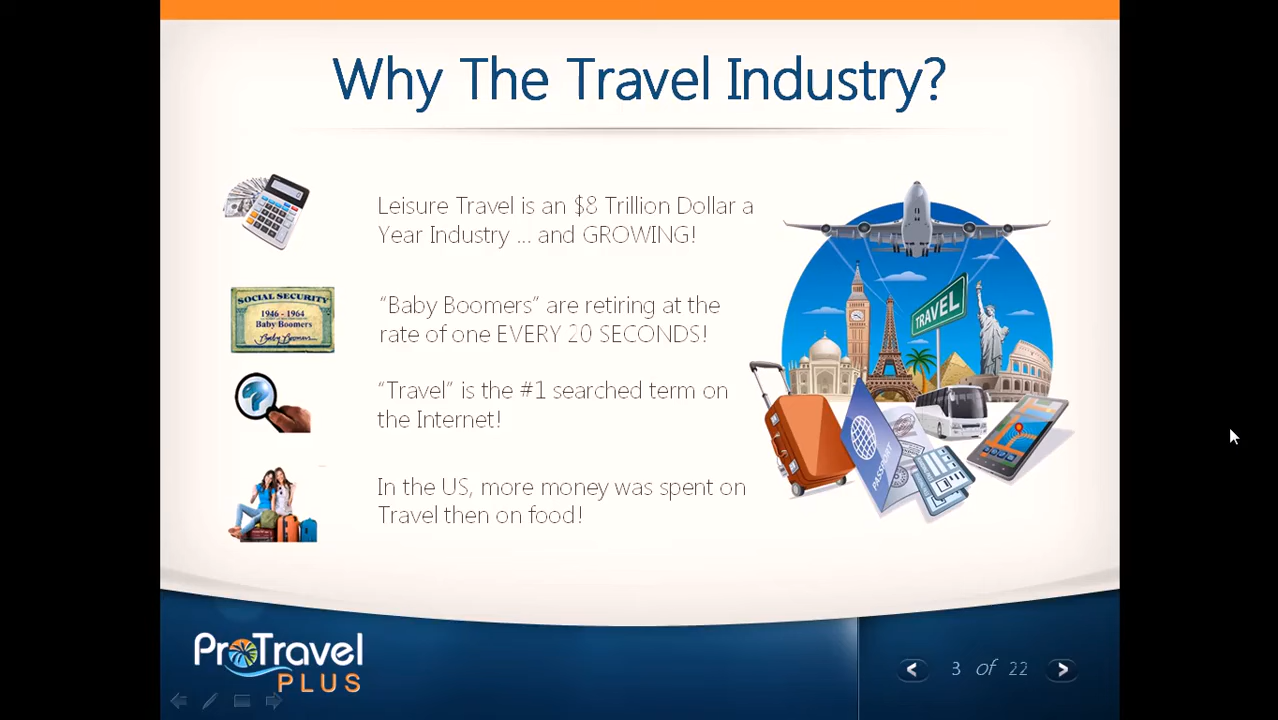 Why The Travel Industry?
Leisure Travel is an $8 Trillion Dollar a
Year Industry ... and GROWING!
SOCIAL SECURITY
1946 - 1964
Baby Boomers
Baby Boomers
“Baby Boomers” are retiring at the
rate of one EVERY 20 SECONDS!
“Travel” is the #1 searched term on
the Internet!
In the US, more money was spent on
Travel then on food!
TRAVEL
PASSPORT
ProTravel
PLUS
3 of 22